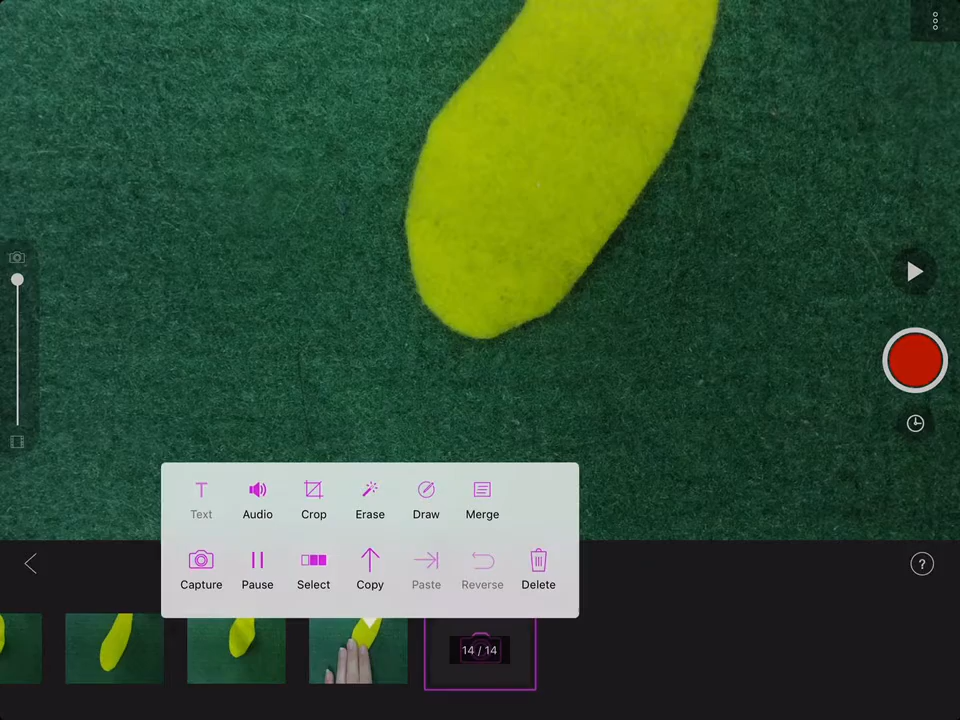 Text Audio Crop Erase Draw Merge
Capture Pause Select Copy Paste Reverse Delete
?
14 / 14